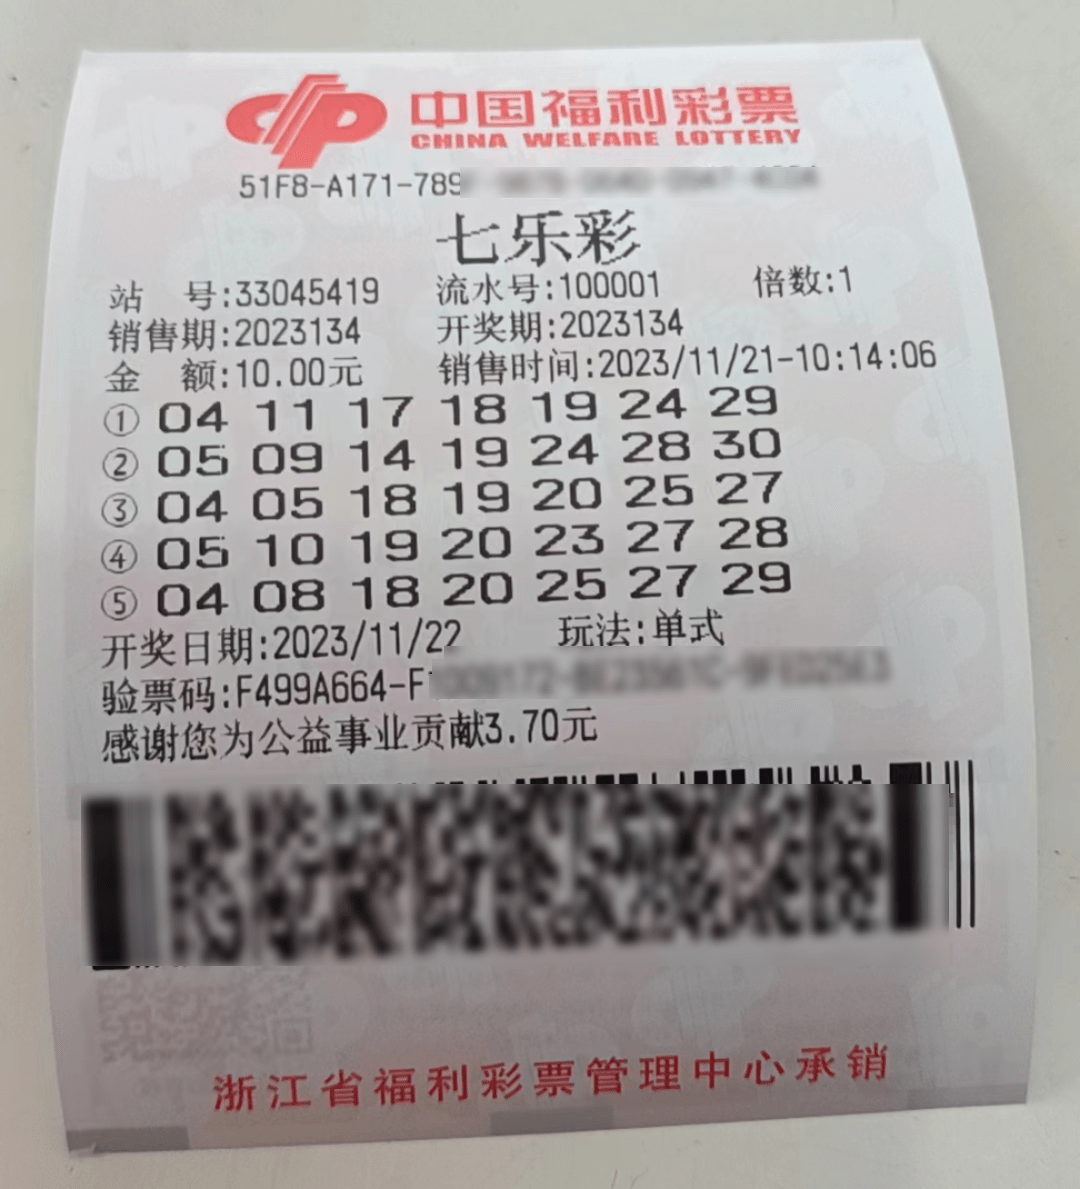 中国福利彩票
CHINA WELFARE LOTTERY
51F8-A171-789
七乐彩
站 号:33045419 流水号:100001 倍数:1
销售期:2023134 开奖期:2023134
金 额:10.00元 销售时间:2023/11/21-10:14:06
① 04 11 17 18 19 24 29
② 05 09 14 19 24 28 30
③ 04 05 18 19 20 25 27
④ 05 10 19 20 23 27 28
⑤ 04 08 18 20 25 27 29
开奖日期:2023/11/22 玩法:单式
验票码:F499A664-F
感谢您为公益事业贡献3.70元
浙江省福利彩票管理中心承销